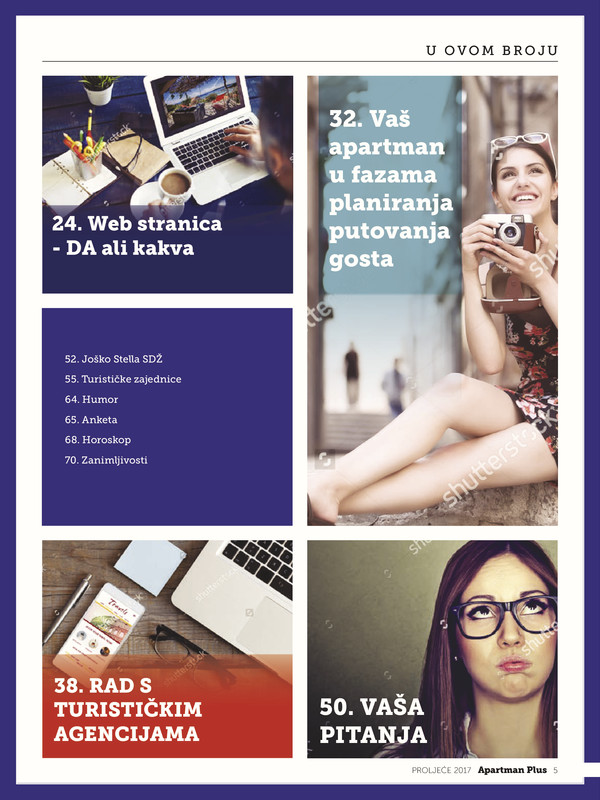 U OVOM BROJU
24. Web stranica
- DA ali kakva
32. Vaš
apartman
u fazama
planiranja
putovanja
gosta
52. Joško Stella SDŽ
55. Turističke zajednice
64. Humor
65. Anketa
68. Horoskop
70. Zanimljivosti
Travels
38. RAD S
TURISTIČKIM
AGENCIJAMA
50. VAŠA
PITANJA
shutterstock
PROLJEĆE 2017 Apartman Plus 5